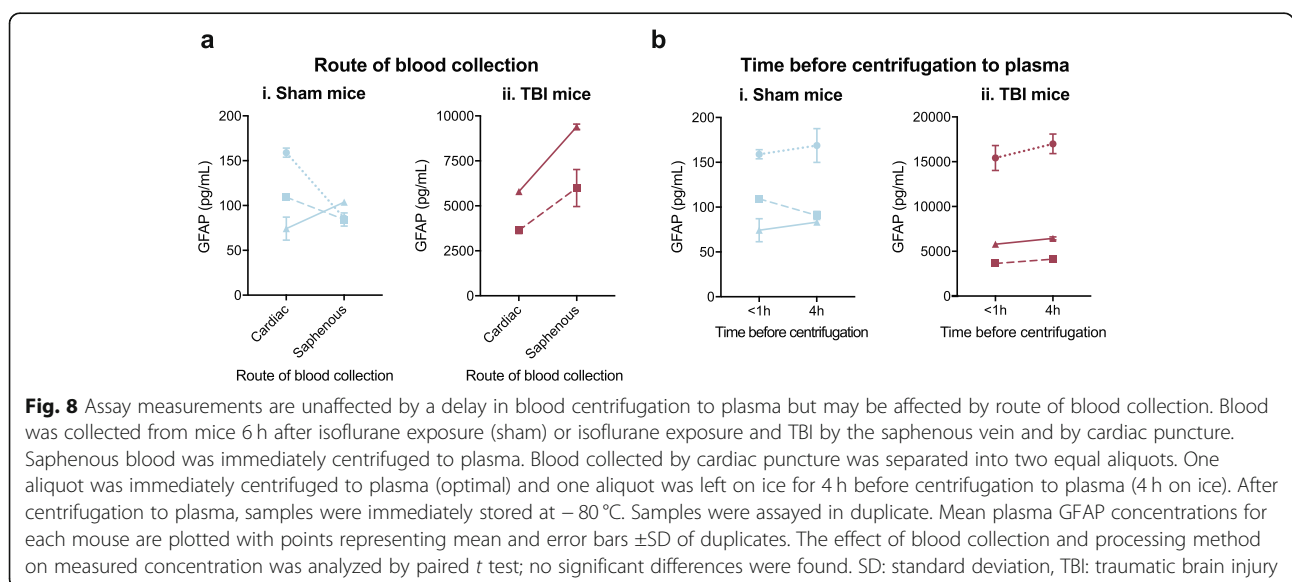 a
Route of blood collection
i. Sham mice
ii. TBI mice
200
150
100
50
0
GFAP (pg/mL)
Cardiac
Saphenous
Route of blood collection
10000
7500
5000
2500
0
GFAP (pg/mL)
Cardiac
Saphenous
Route of blood collection
b
Time before centrifugation to plasma
i. Sham mice
ii. TBI mice
200
150
100
50
0
GFAP (pg/mL)
<1h
4h
Time before centrifugation
20000
15000
10000
5000
0
GFAP (pg/mL)
<1h
4h
Time before centrifugation
Fig. 8 Assay measurements are unaffected by a delay in blood centrifugation to plasma but may be affected by route of blood collection. Blood
was collected from mice 6 h after isoflurane exposure (sham) or isoflurane exposure and TBI by the saphenous vein and by cardiac puncture.
Saphenous blood was immediately centrifuged to plasma. Blood collected by cardiac puncture was separated into two equal aliquots. One
aliquot was immediately centrifuged to plasma (optimal) and one aliquot was left on ice for 4 h before centrifugation to plasma (4 h on ice). After
centrifugation to plasma, samples were immediately stored at − 80 °C. Samples were assayed in duplicate. Mean plasma GFAP concentrations for
each mouse are plotted with points representing mean and error bars ±SD of duplicates. The effect of blood collection and processing method
on measured concentration was analyzed by paired t test; no significant differences were found. SD: standard deviation, TBI: traumatic brain injury